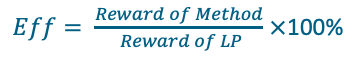 Eff = Reward of Method / Reward of LP ×100%